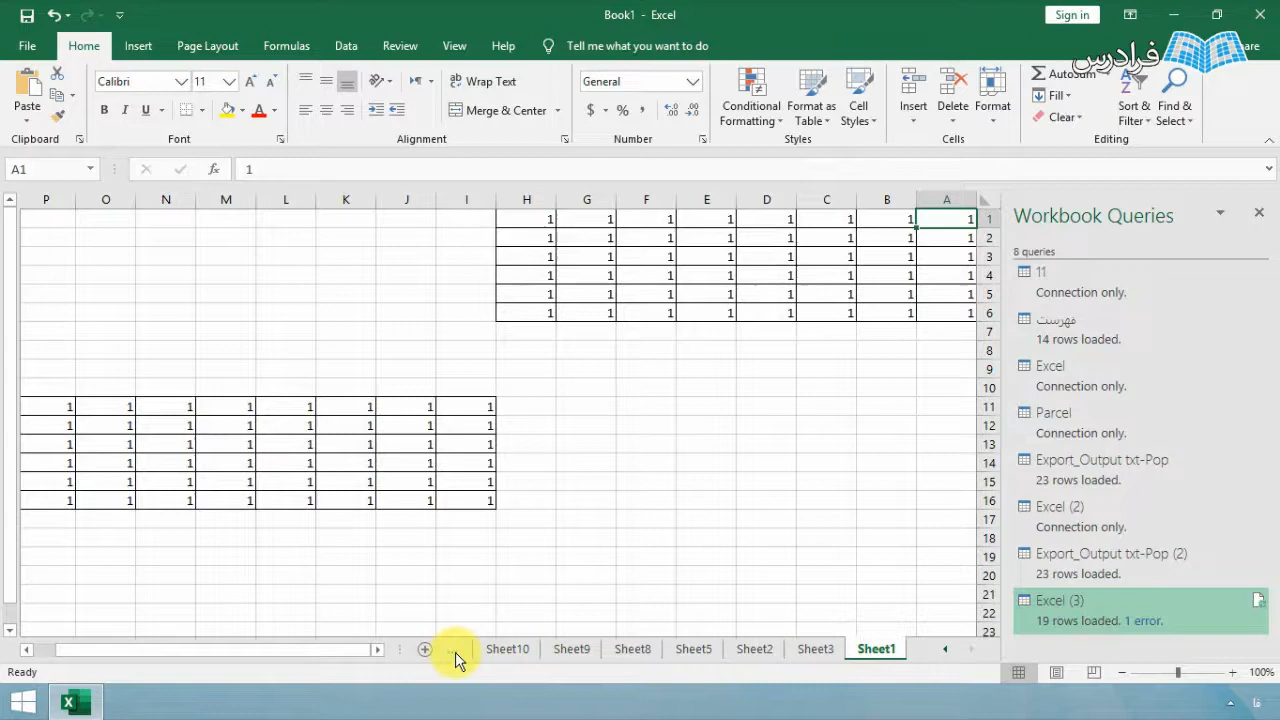 Book1 - Excel
Sign in
File Home Insert Page Layout Formulas Data Review View Help Tell me what you want to do
فرادرس
Paste
Calibri 11
B I U
Wrap Text
Merge & Center
General
$ % ,
Conditional Formatting
Format as Table
Cell Styles
Insert Delete Format
AutoSum
Fill
Clear
Sort & Filter
Find & Select
Clipboard Font Alignment Number Styles Cells Editing
A1 fx 1
P O N M L K J I H G F E D C B A
1 1 1 1 1 1 1 1 1
1 1 1 1 1 1 1 1 2
1 1 1 1 1 1 1 1 3
1 1 1 1 1 1 1 1 4
1 1 1 1 1 1 1 1 5
1 1 1 1 1 1 1 1 6
7
8
9
10
1 1 1 1 1 1 1 1 11
1 1 1 1 1 1 1 1 12
1 1 1 1 1 1 1 1 13
1 1 1 1 1 1 1 1 14
1 1 1 1 1 1 1 1 15
1 1 1 1 1 1 1 1 16
17
18
19
20
21
22
23
Workbook Queries
8 queries
11
Connection only.
فهرست
14 rows loaded.
Excel
Connection only.
Parcel
Connection only.
Export_Output txt-Pop
23 rows loaded.
Excel (2)
Connection only.
Export_Output txt-Pop (2)
23 rows loaded.
Excel (3)
19 rows loaded. 1 error.
... Sheet10 Sheet9 Sheet8 Sheet5 Sheet2 Sheet3 Sheet1
Ready
100%
فا